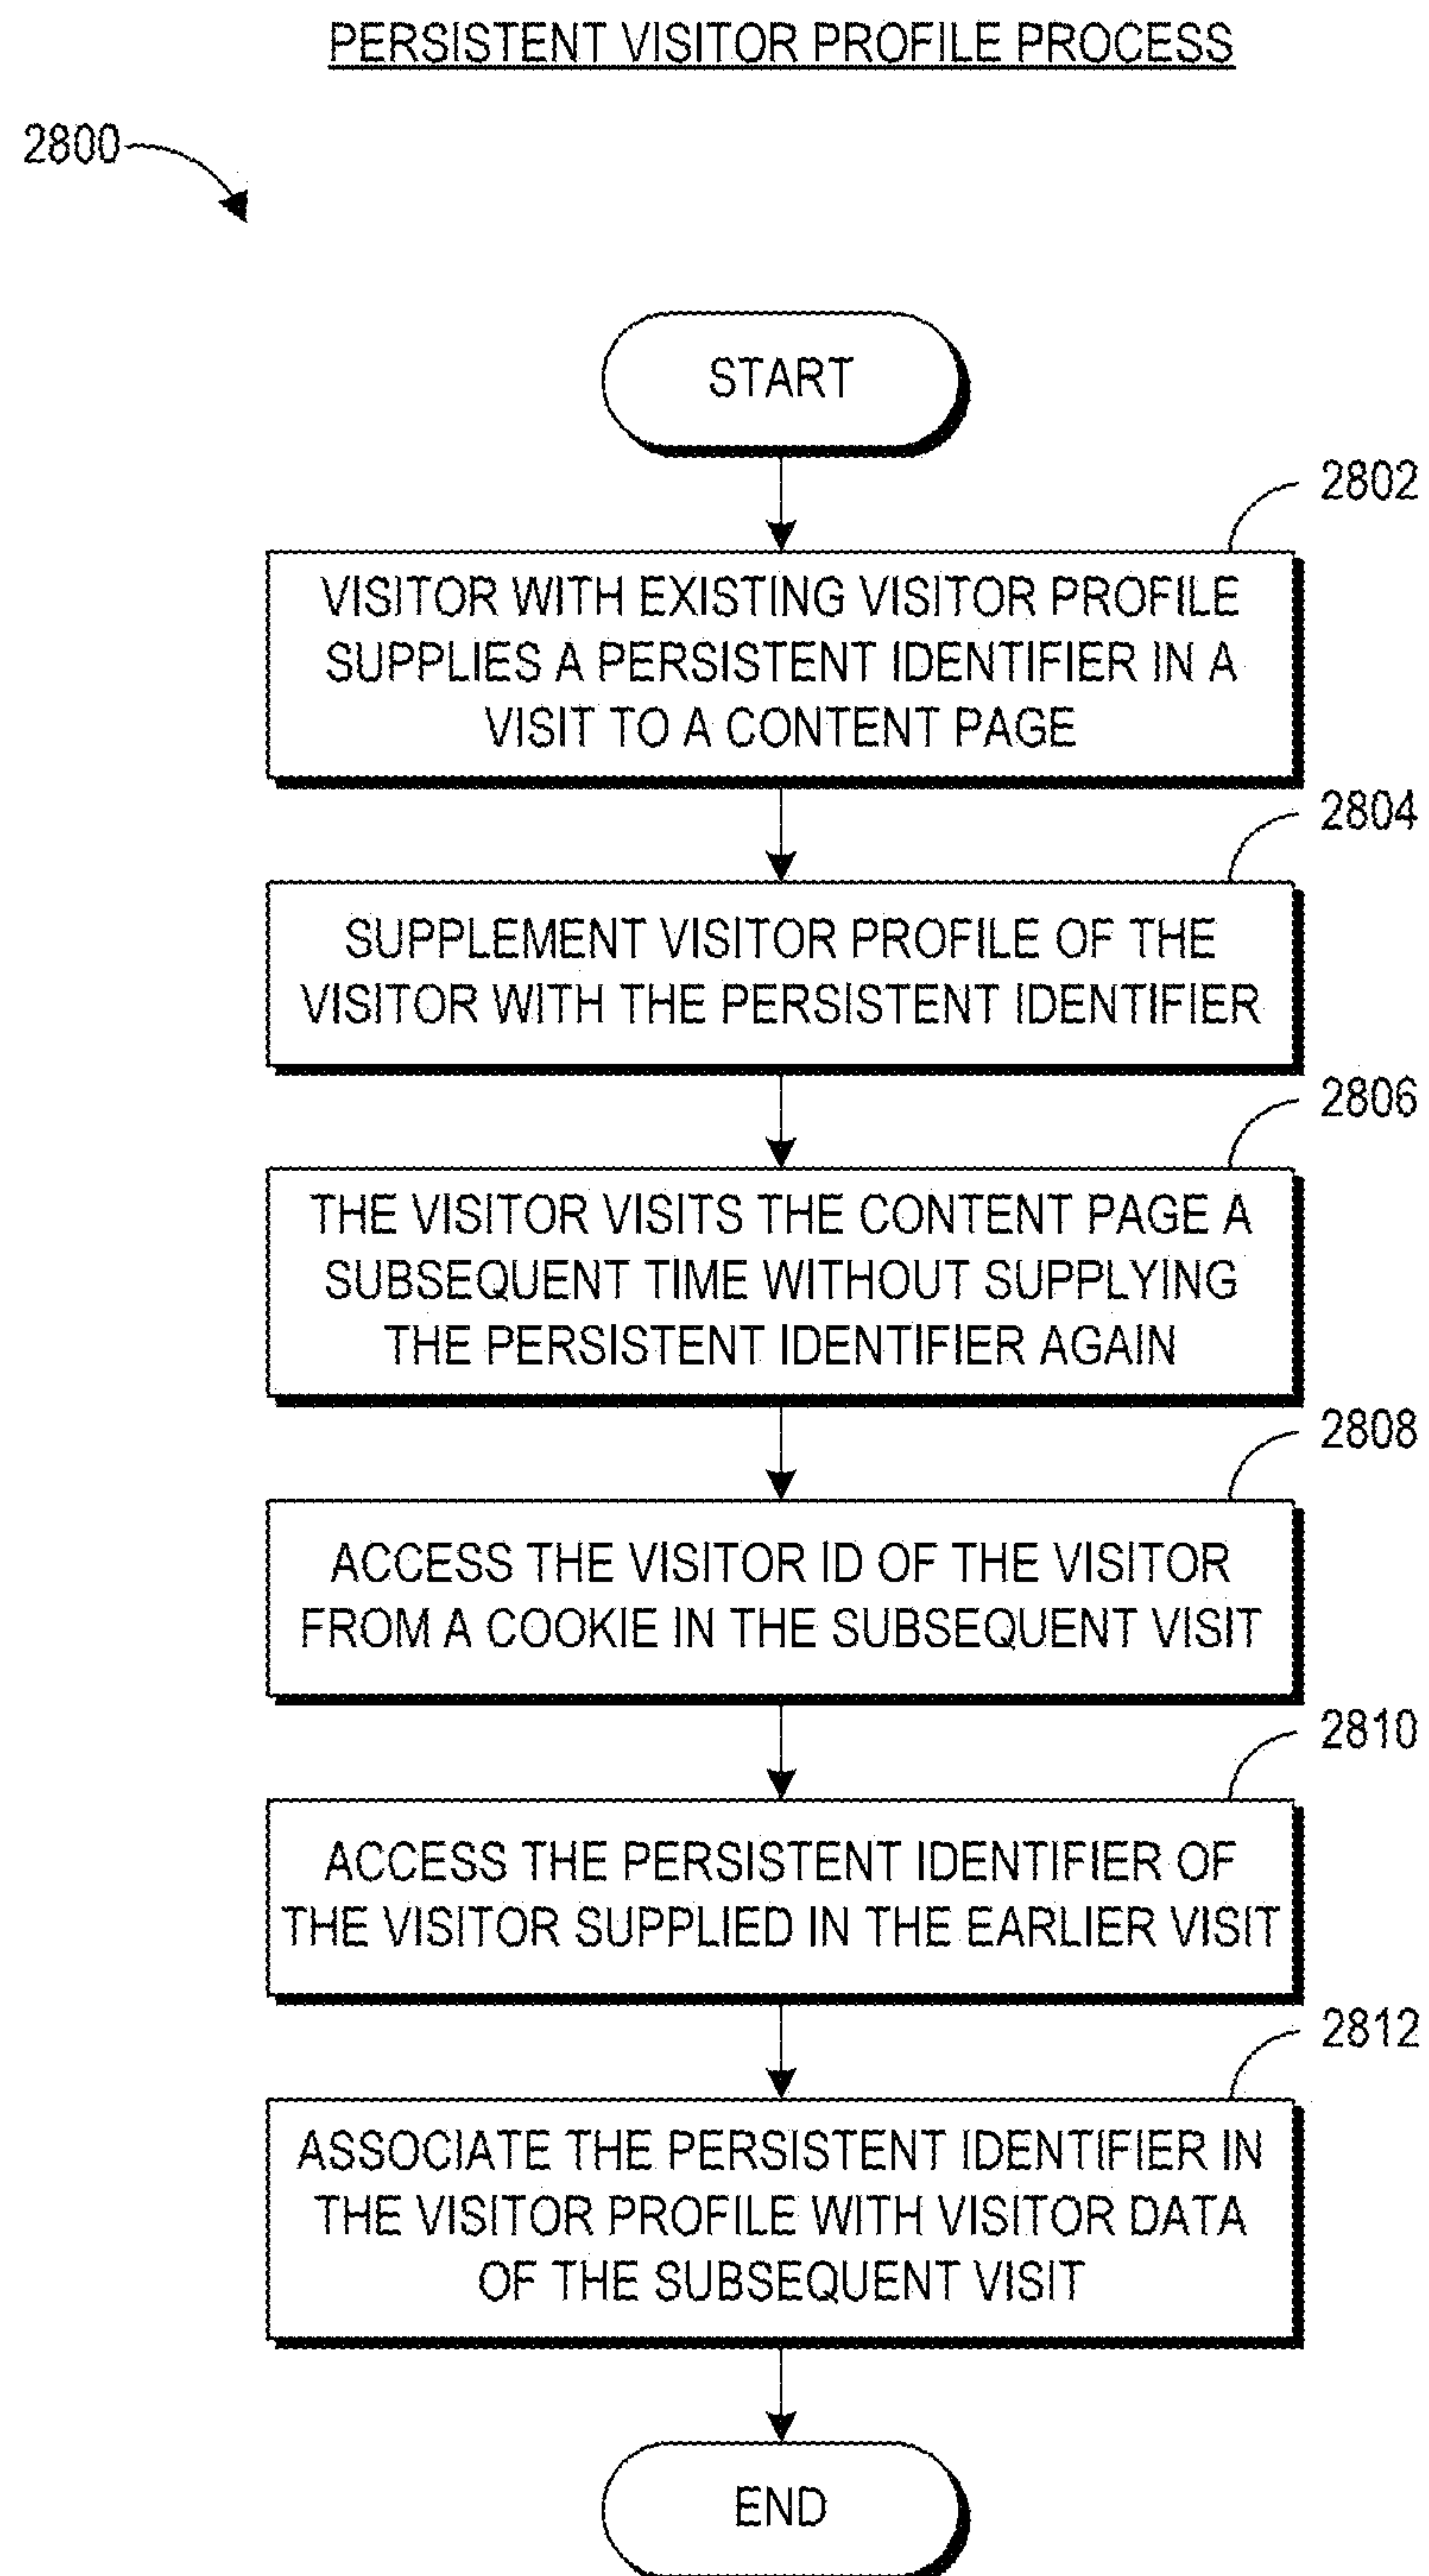 PERSISTENT VISITOR PROFILE PROCESS
2800
START
2802
VISITOR WITH EXISTING VISITOR PROFILE
SUPPLIES A PERSISTENT IDENTIFIER IN A
VISIT TO A CONTENT PAGE
2804
SUPPLEMENT VISITOR PROFILE OF THE
VISITOR WITH THE PERSISTENT IDENTIFIER
2806
THE VISITOR VISITS THE CONTENT PAGE A
SUBSEQUENT TIME WITHOUT SUPPLYING
THE PERSISTENT IDENTIFIER AGAIN
2808
ACCESS THE VISITOR ID OF THE VISITOR
FROM A COOKIE IN THE SUBSEQUENT VISIT
2810
ACCESS THE PERSISTENT IDENTIFIER OF
THE VISITOR SUPPLIED IN THE EARLIER VISIT
2812
ASSOCIATE THE PERSISTENT IDENTIFIER IN
THE VISITOR PROFILE WITH VISITOR DATA
OF THE SUBSEQUENT VISIT
END